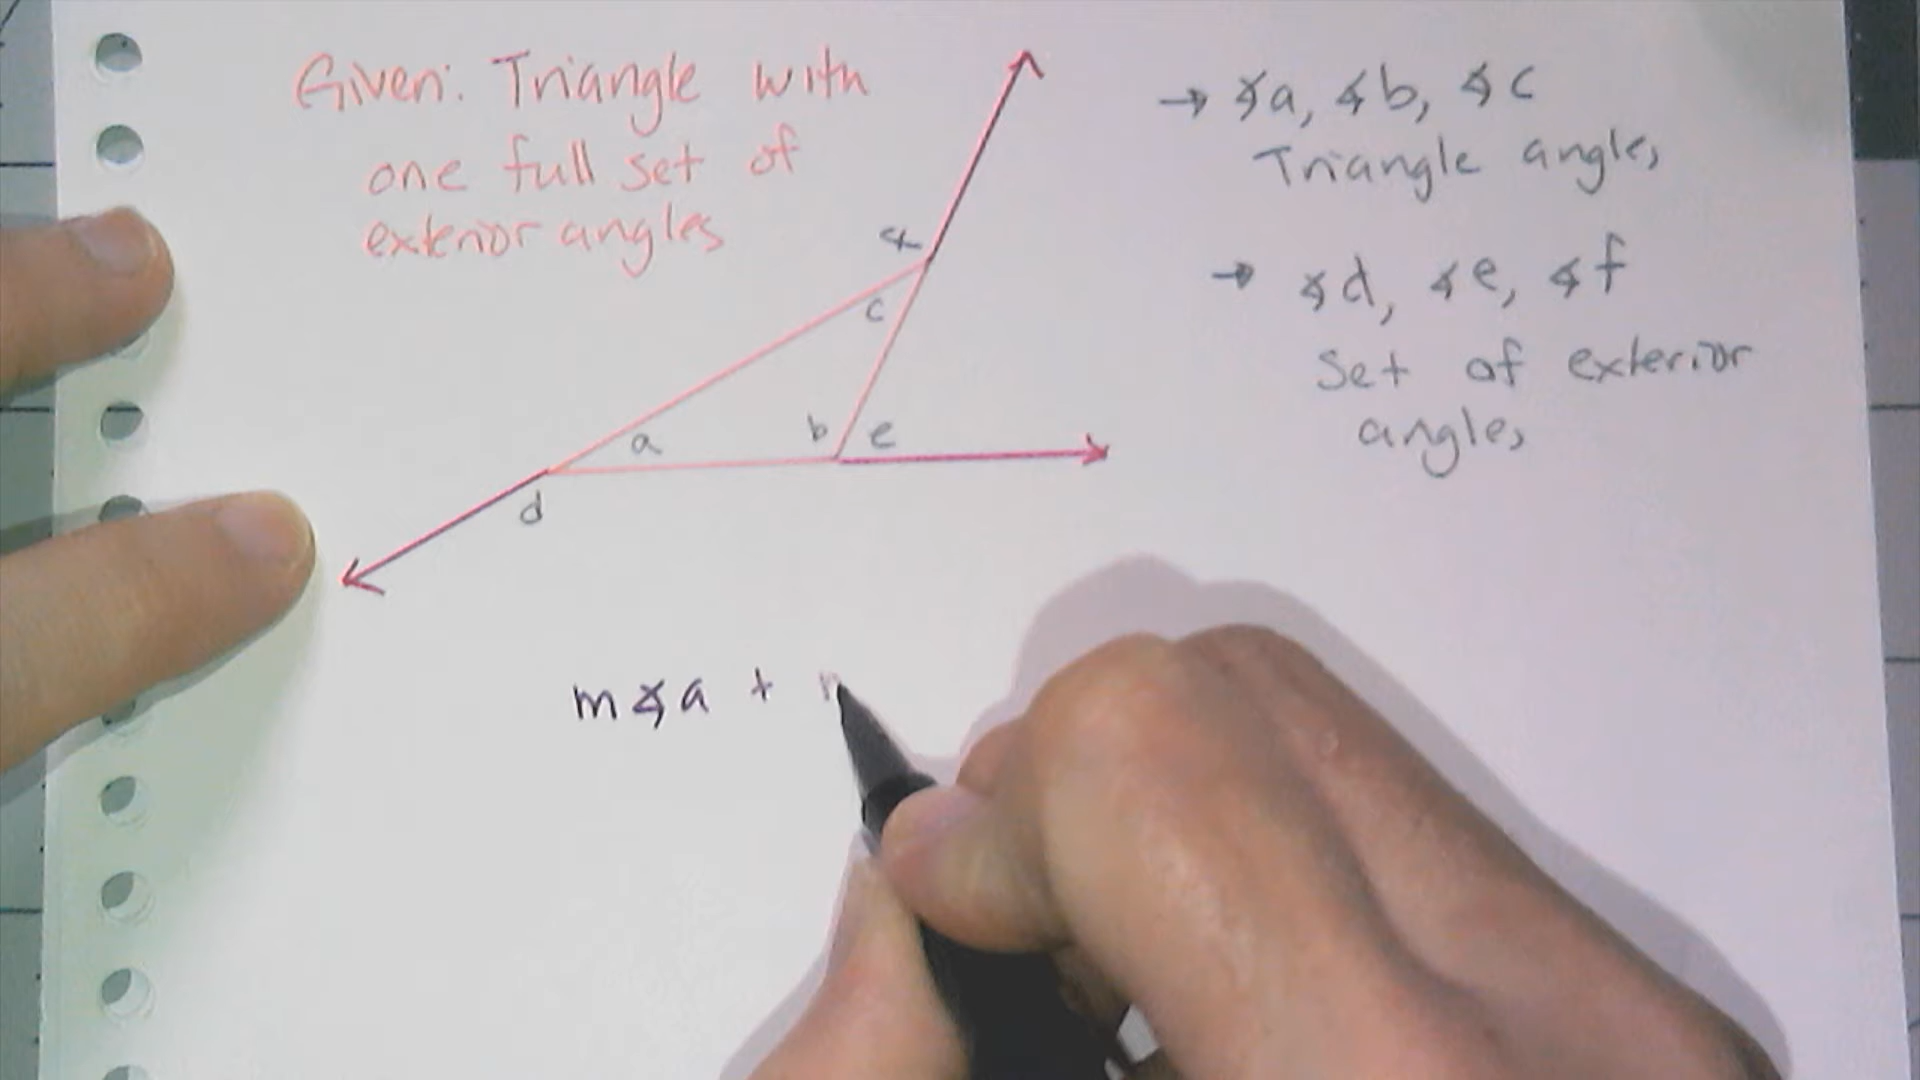 Given: Triangle with
one full set of
exterior angles
→ ∡a, ∡b, ∡c
Triangle angles
→ ∡d, ∡e, ∡f
Set of exterior
angles
f
c
a
b
e
d
m∡a +